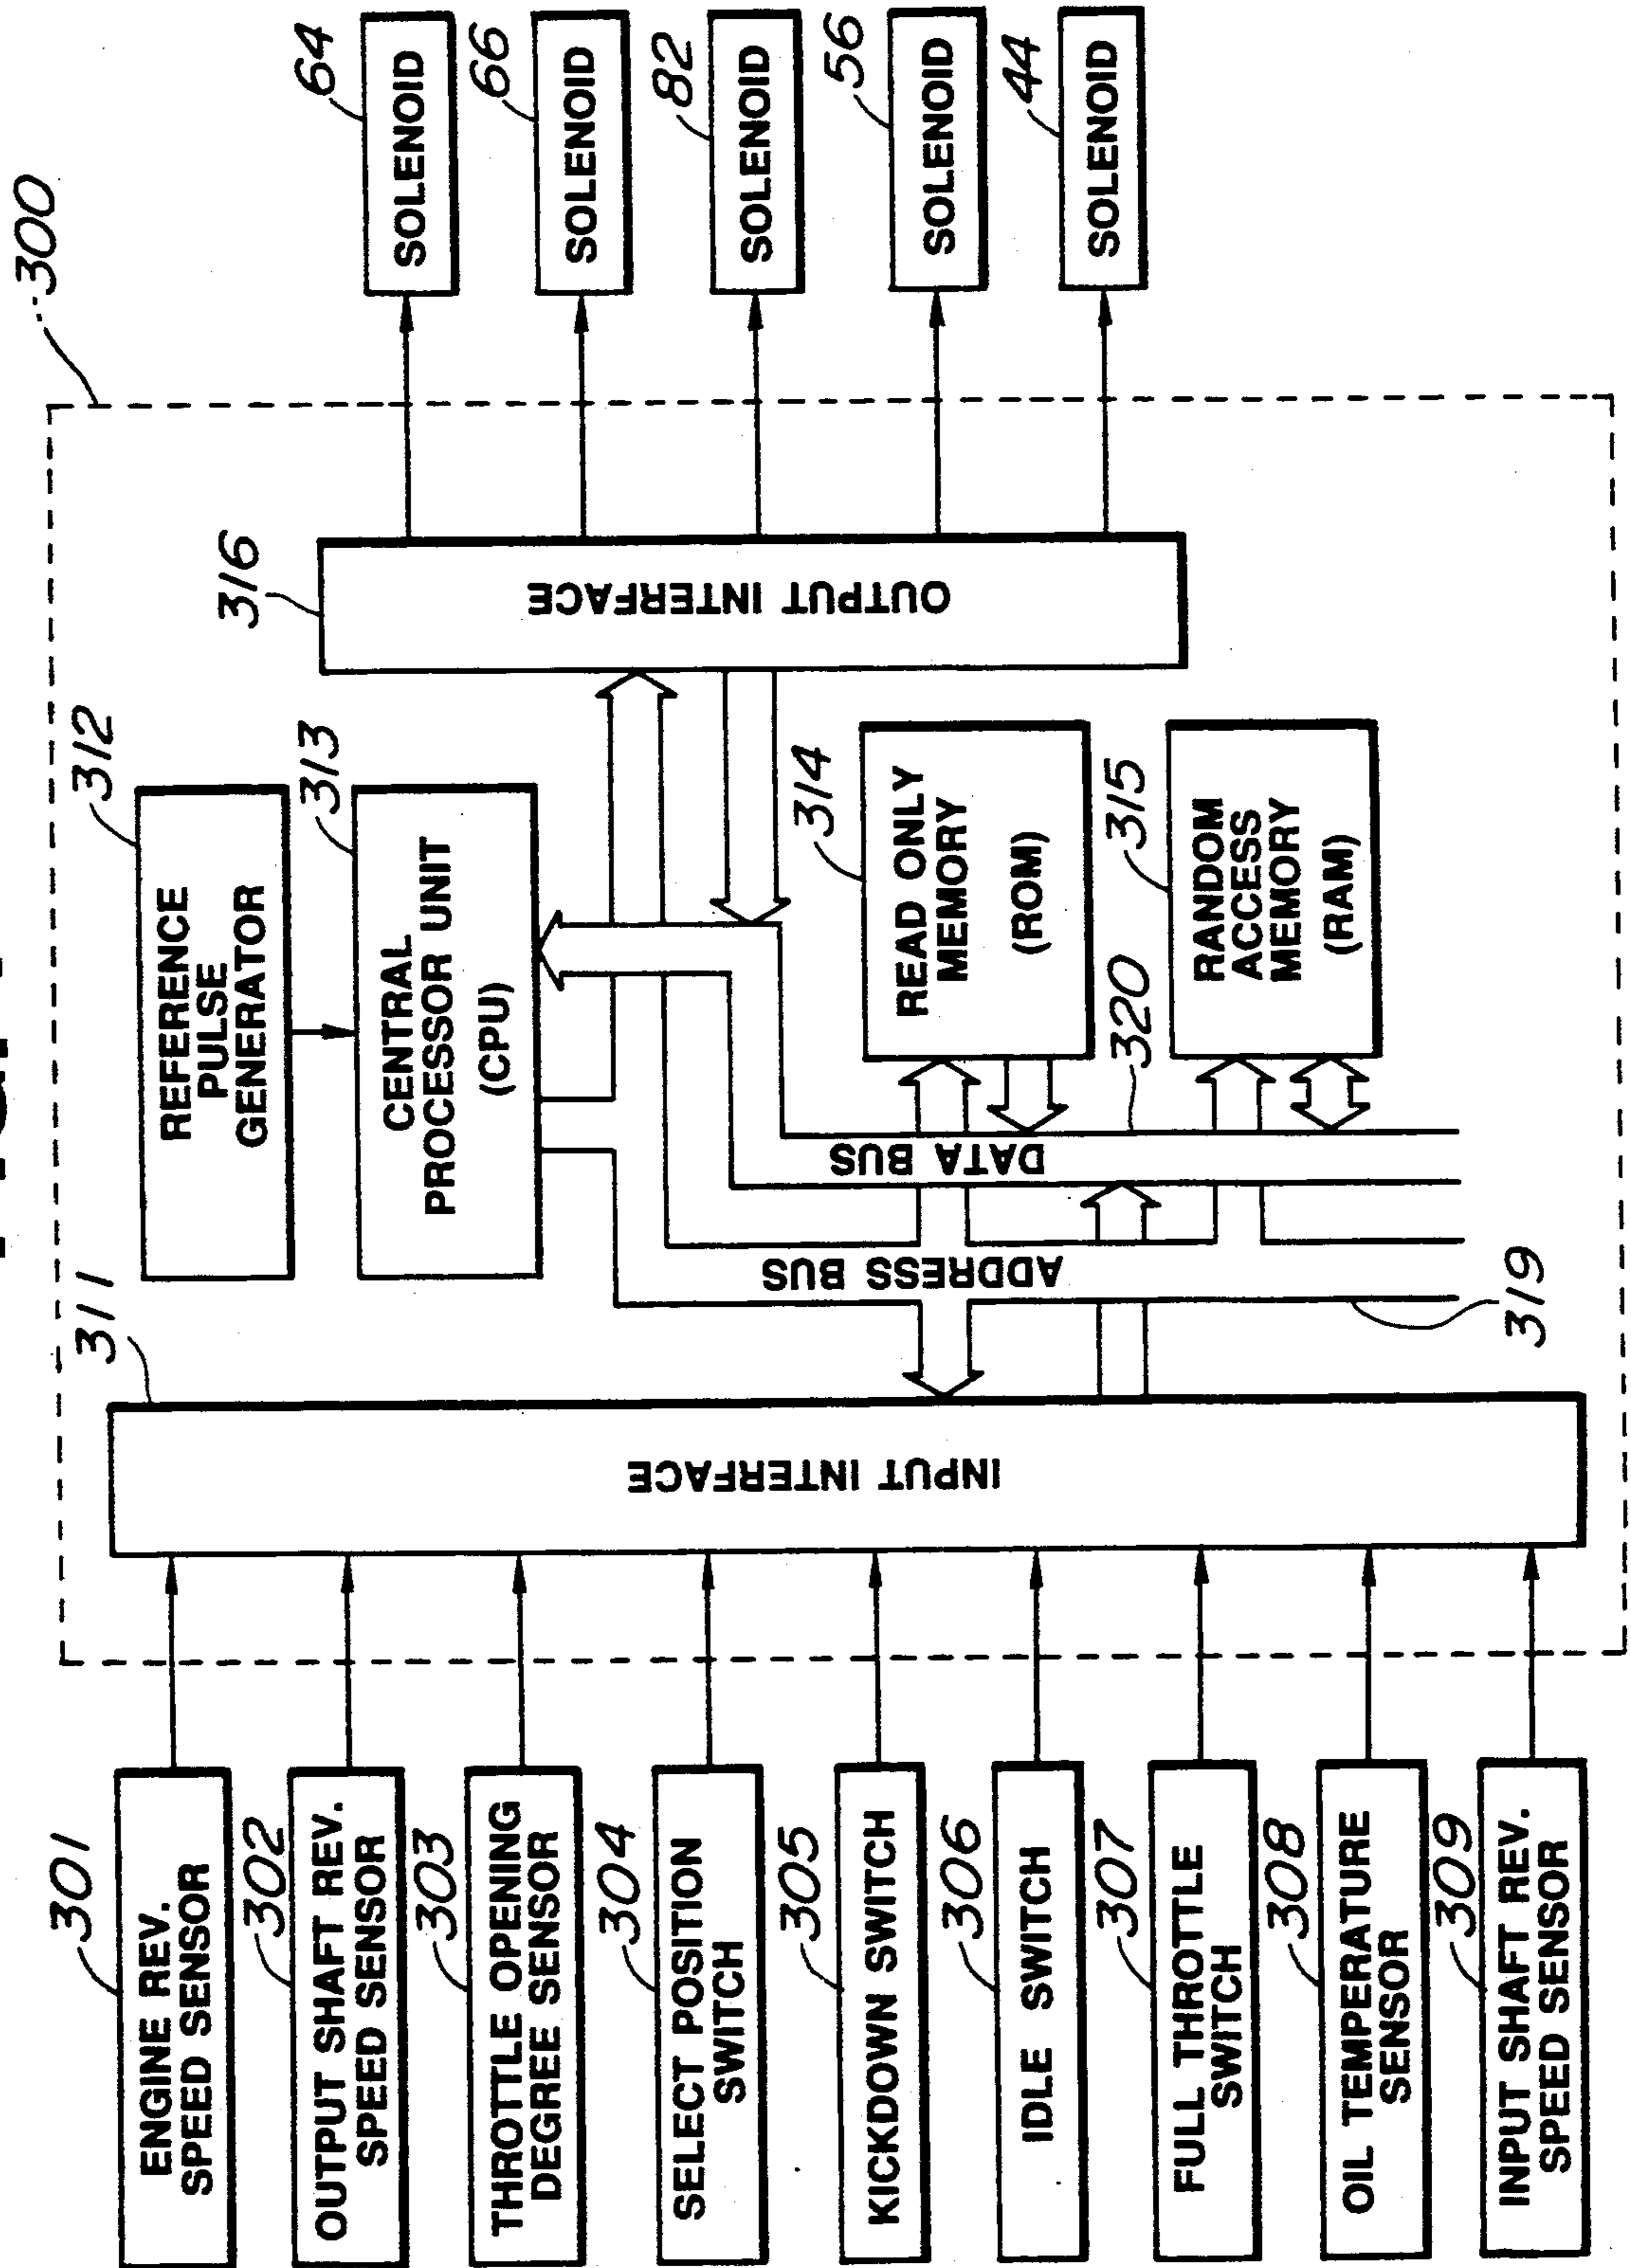 300
301
ENGINE REV.
SPEED SENSOR
302
OUTPUT SHAFT REV.
SPEED SENSOR
303
THROTTLE OPENING
DEGREE SENSOR
304
SELECT POSITION
SWITCH
305
KICKDOWN SWITCH
306
IDLE SWITCH
307
FULL THROTTLE
SWITCH
308
OIL TEMPERATURE
SENSOR
309
INPUT SHAFT REV.
SPEED SENSOR
311
INPUT INTERFACE
312
REFERENCE
PULSE
GENERATOR
313
CENTRAL
PROCESSOR UNIT
(CPU)
ADDRESS BUS
319
DATA BUS
320
314
READ ONLY
MEMORY
(ROM)
315
RANDOM
ACCESS
MEMORY
(RAM)
316
OUTPUT INTERFACE
64
SOLENOID
66
SOLENOID
82
SOLENOID
56
SOLENOID
44
SOLENOID